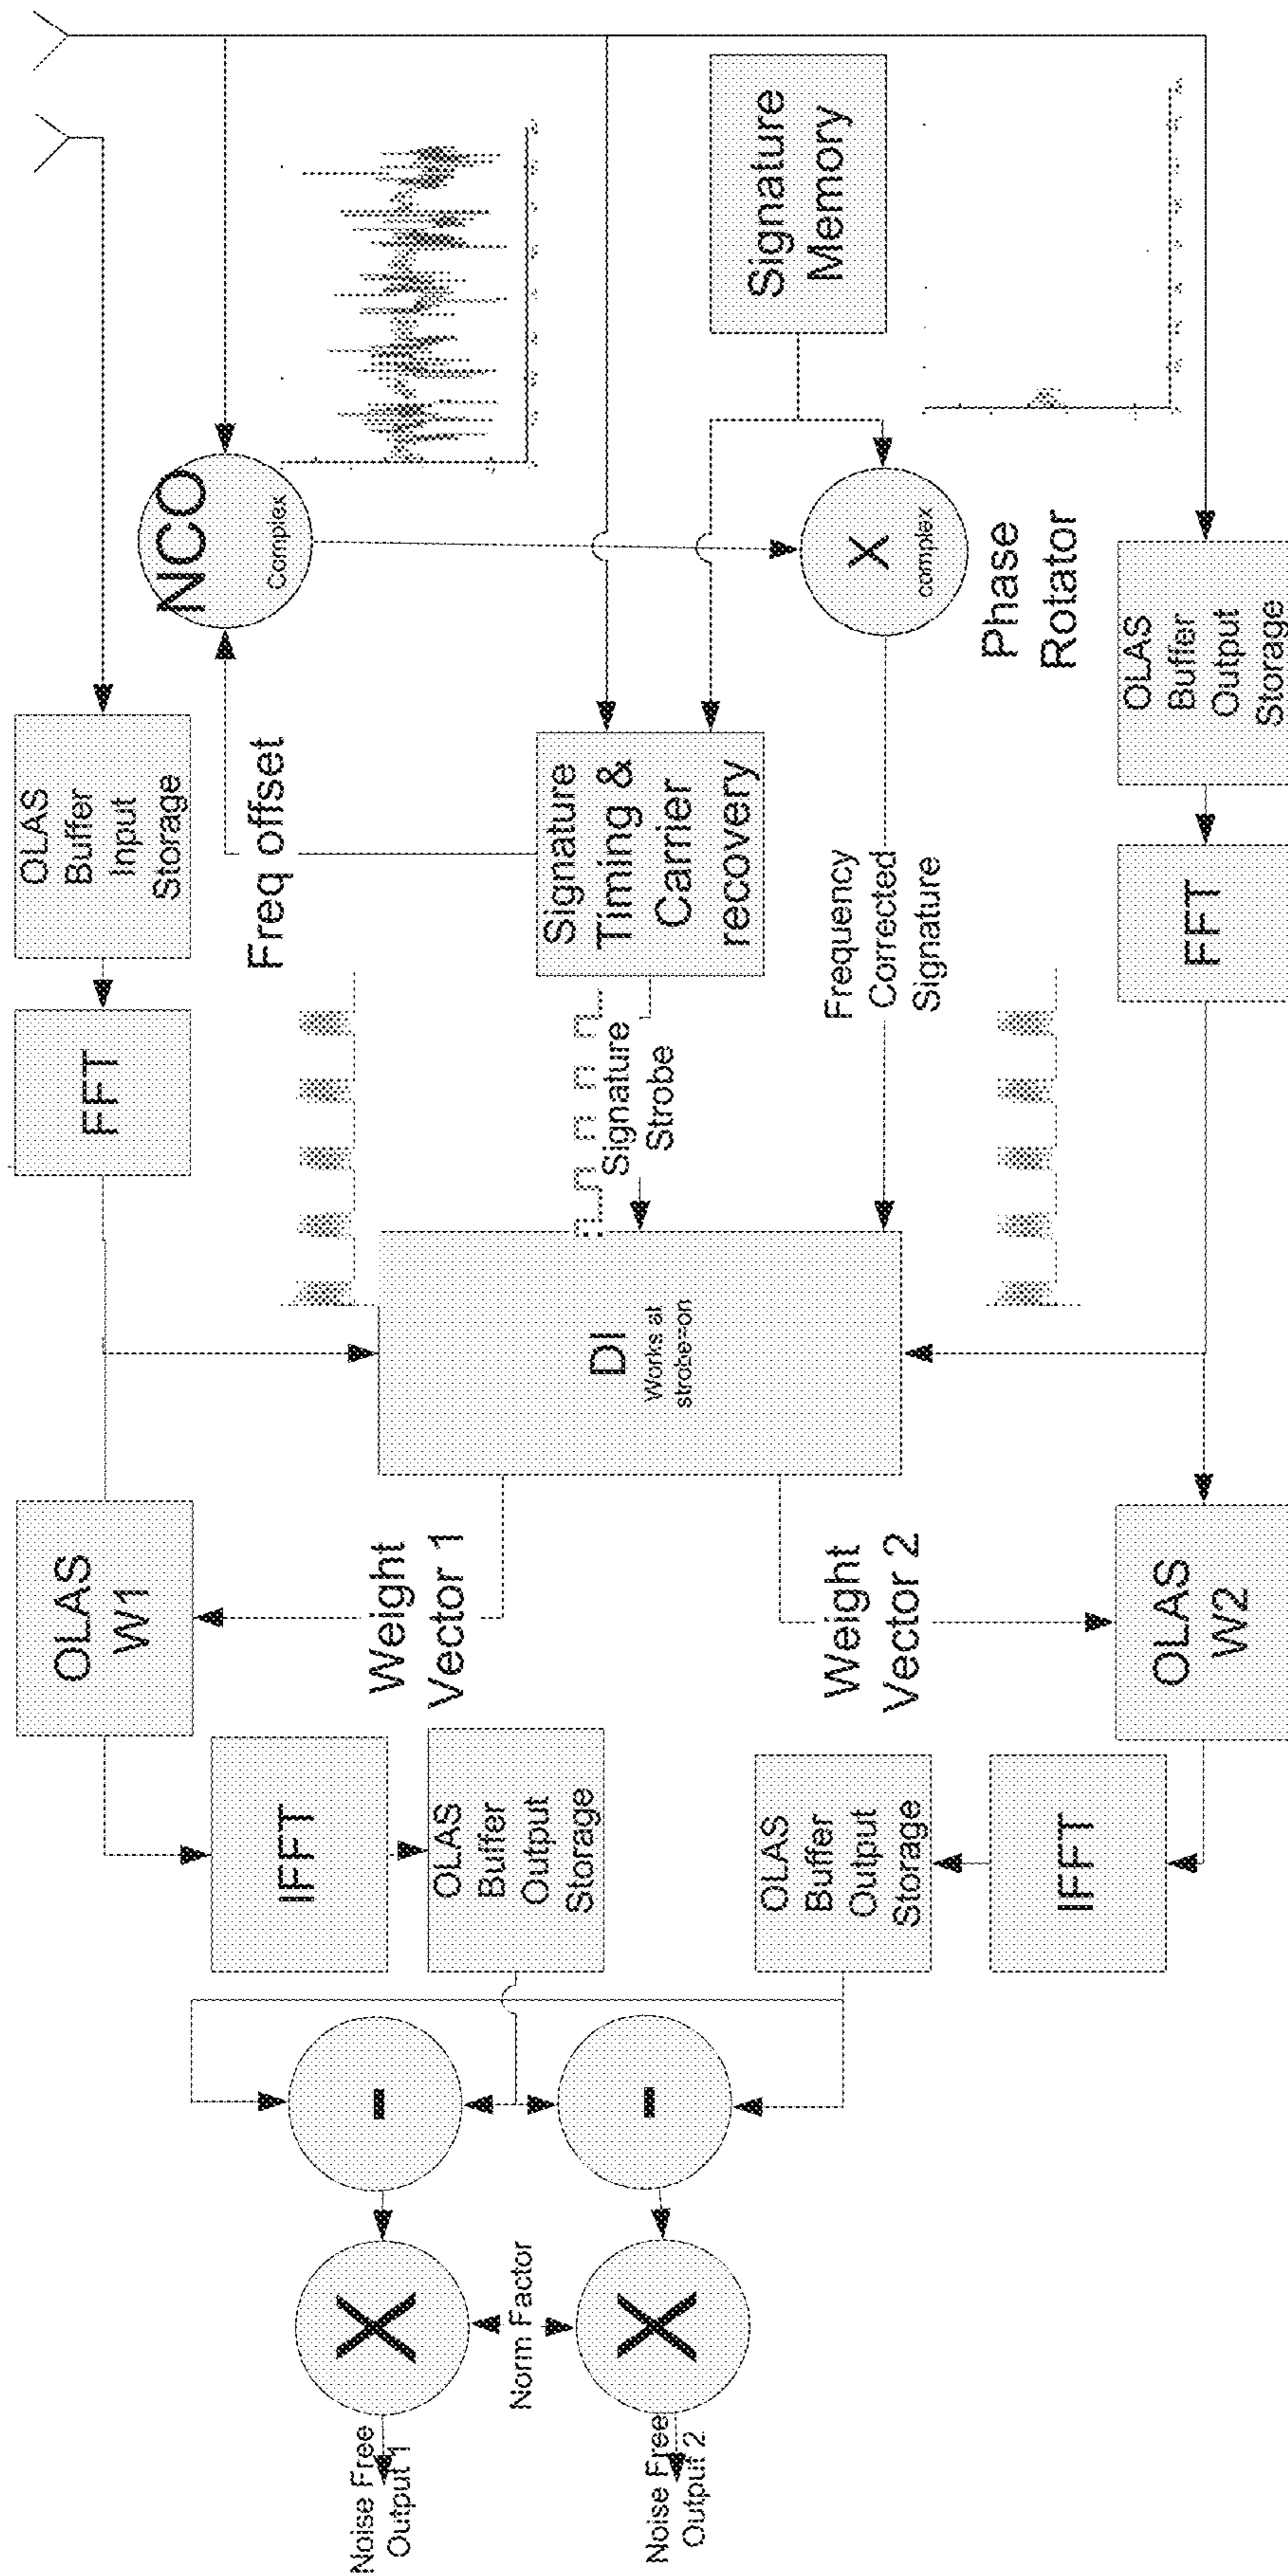 NCO
Complex
Signature
Memory
OLAS
Buffer
Input
Storage
Freq offset
Signature
Timing &
Carrier
recovery
X
complex
Phase
Rotator
OLAS
Buffer
Output
Storage
FFT
Signature
Strobe
Frequency
Corrected
Signature
FFT
DI
Works at
strobe=on
OLAS
W1
Weight
Vector 1
Weight
Vector 2
OLAS
W2
IFFT
OLAS
Buffer
Output
Storage
OLAS
Buffer
Output
Storage
IFFT
-
-
X
Norm Factor
X
Noise Free
Output 1
Noise Free
Output 2